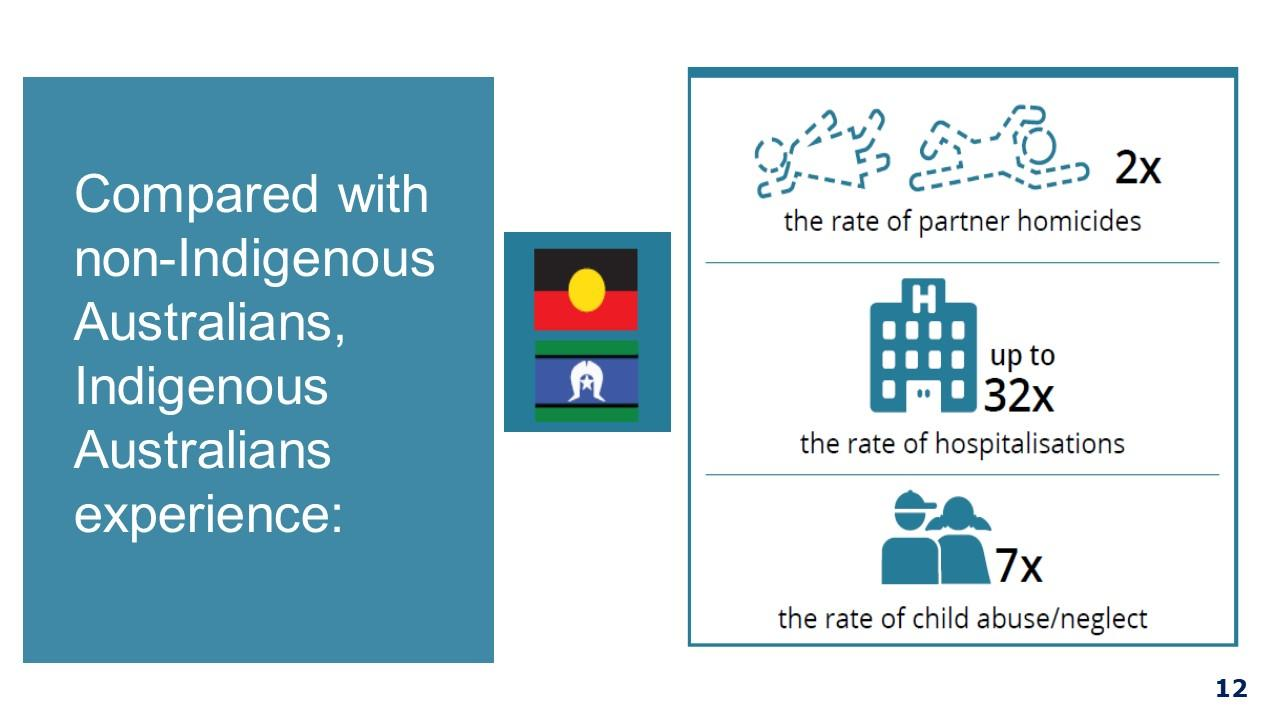 Compared with
non-Indigenous
Australians,
Indigenous
Australians
experience:
2x
the rate of partner homicides
H
up to
32x
the rate of hospitalisations
7x
the rate of child abuse/neglect
12